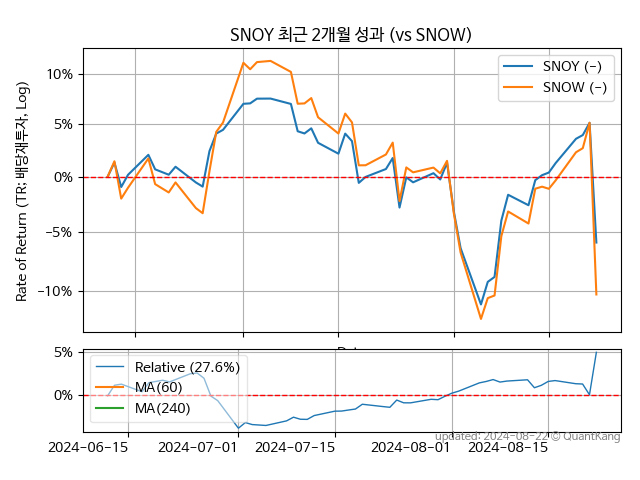 SNOY 최근 2개월 성과 (vs SNOW)
Rate of Return (TR: 배당재투자, Log)
10%
5%
0%
−5%
−10%
SNOY (-)
SNOW (-)
5%
0%
Relative (27.6%)
MA(60)
MA(240)
2024-06-15
2024-07-01
2024-07-15
2024-08-01
2024-08-15
updated: 2024-08-22 © QuantKang